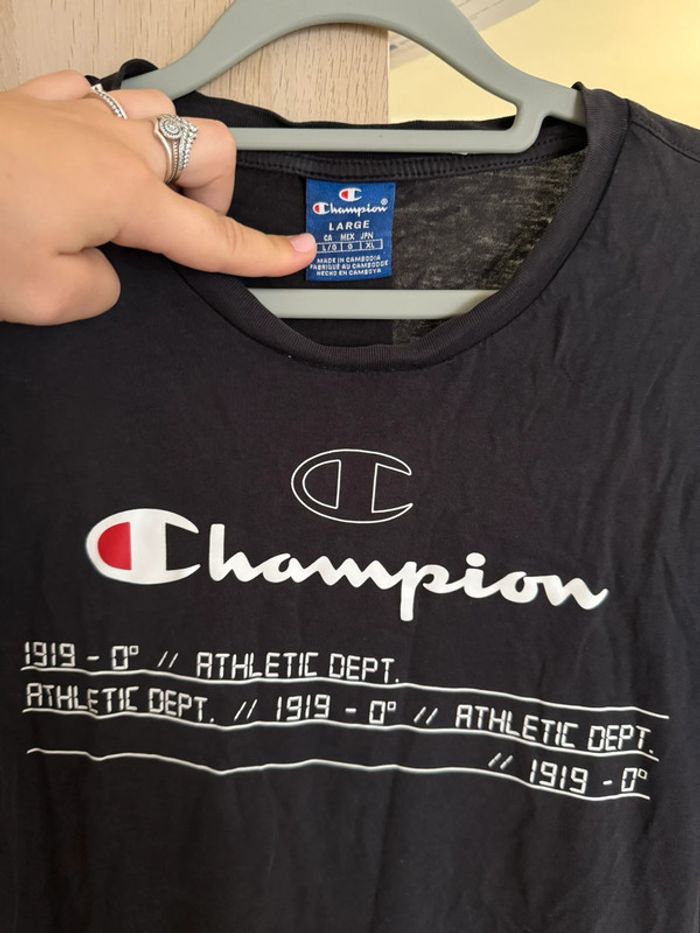 Champion®
LARGE
CA MEX JPN
L/G G XL
MADE IN CAMBODIA
FABRIQUÉ AU CAMBODGE
HECHO EN CAMBOYA
Champion
1919 - 0° // ATHLETIC DEPT.
ATHLETIC DEPT. // 1919 - 0° // ATHLETIC DEPT.
// 1919 - 0°